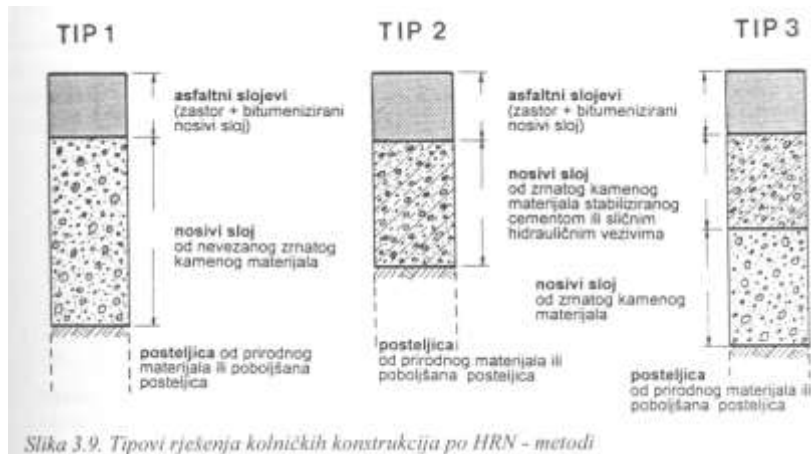 TIP 1
TIP 2
TIP 3
asfaltni slojevi
(zastor + bitumenizirani
nosivi sloj)
nosivi sloj
od nevezanog zrnatog
kamenog materijala
posteljica od prirodnog
materijala ili poboljšana
posteljica
asfaltni slojevi
(zastor + bitumenizirani
nosivi sloj)
nosivi sloj
od zrnatog kamenog
materijala stabiliziranog
cementom ili sličnim
hidrauličnim vezivima
nosivi sloj
od zrnatog kamenog
materijala
posteljica
od prirodnog materijala ili
poboljšana posteljica
posteljica
od prirodnog materijala ili
poboljšana posteljica
Slika 3.9. Tipovi rješenja kolničkih konstrukcija po HRN - metodi